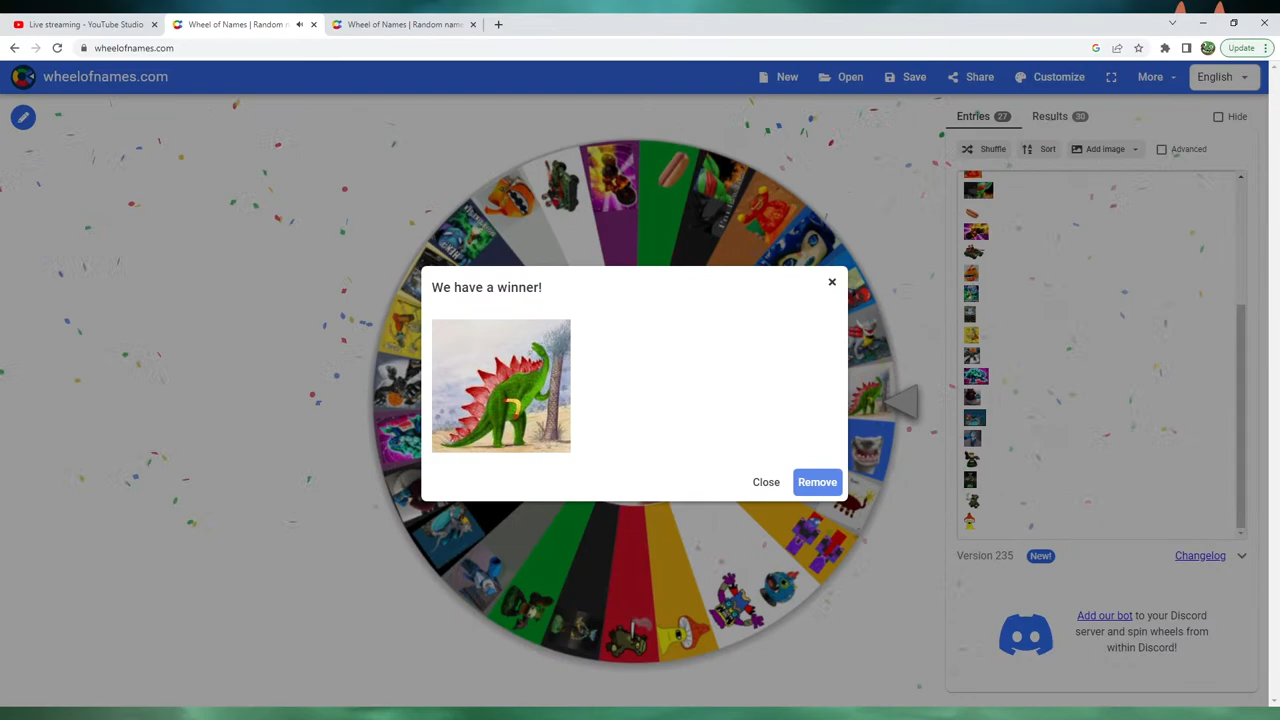 Live streaming - YouTube Studio
Wheel of Names | Random n
Wheel of Names | Random name
wheelofnames.com
Update
wheelofnames.com
New
Open
Save
Share
Customize
More
English
Entries 27
Results 30
Hide
Shuffle
Sort
Add image
Advanced
We have a winner!
Close
Remove
Version 235
New!
Changelog
Add our bot to your Discord
server and spin wheels from
within Discord!